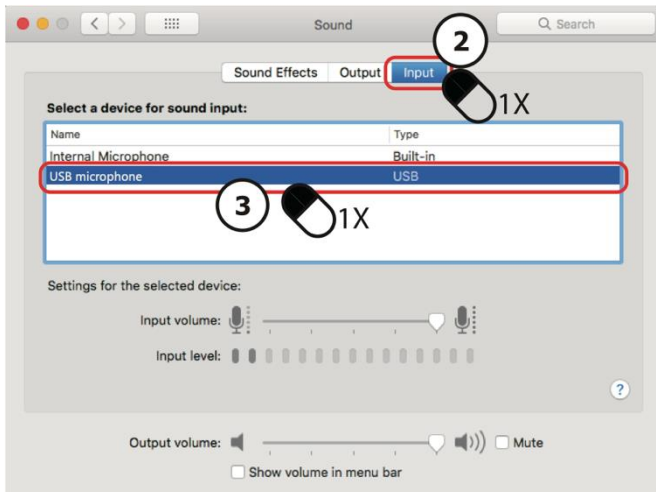 Sound
Search
2
Sound Effects Output Input
1X
Select a device for sound input:
Name Type
Internal Microphone Built-in
USB microphone USB
3
1X
Settings for the selected device:
Input volume:
Input level:
?
Output volume: Mute
Show volume in menu bar